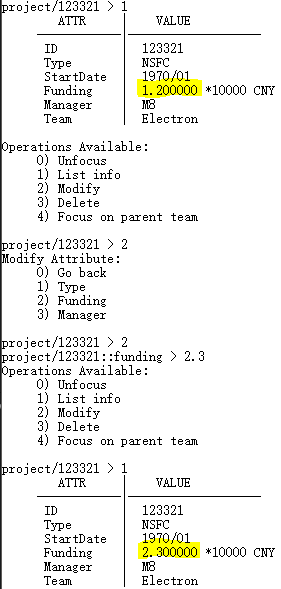 project/123321 > 1
ATTR VALUE
ID 123321
Type NSFC
StartDate 1970/01
Funding 1.200000 *10000 CNY
Manager M8
Team Electron
Operations Available:
0) Unfocus
1) List info
2) Modify
3) Delete
4) Focus on parent team
project/123321 > 2
Modify Attribute:
0) Go back
1) Type
2) Funding
3) Manager
project/123321 > 2
project/123321::funding > 2.3
Operations Available:
0) Unfocus
1) List info
2) Modify
3) Delete
4) Focus on parent team
project/123321 > 1
ATTR VALUE
ID 123321
Type NSFC
StartDate 1970/01
Funding 2.300000 *10000 CNY
Manager M8
Team Electron